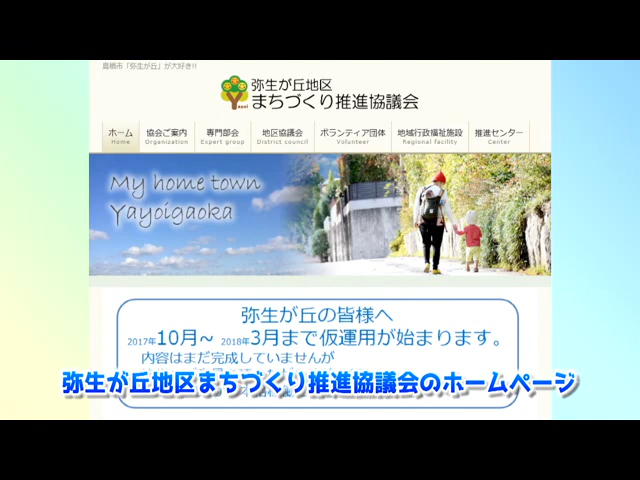 鳥栖市「弥生が丘」が大好き!!
Yayoi
弥生が丘地区
まちづくり推進協議会
ホーム 協会ご案内 専門部会 地区協議会 ボランティア団体 地域行政福祉施設 推進センター
Home Organization Expert group District council Volunteer Regional facility Center
My home town
Yayoigaoka
弥生が丘の皆様へ
2017年10月~ 2018年3月まで仮運用が始まります。
内容はまだ完成していませんが
弥生が丘地区まちづくり推進協議会のホームページ